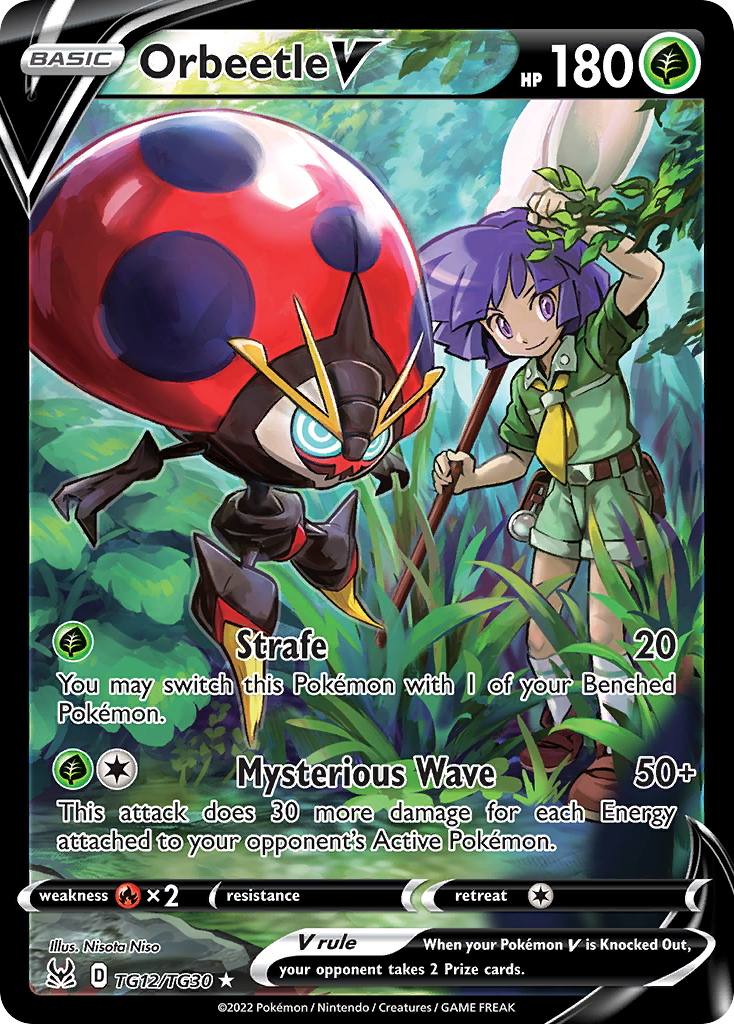 BASIC Orbeetle V HP 180
Strafe 20
You may switch this Pokémon with 1 of your Benched
Pokémon.
Mysterious Wave 50+
This attack does 30 more damage for each Energy
attached to your opponent's Active Pokémon.
weakness ×2 resistance retreat
Illus. Nisota Niso
V rule When your Pokémon V is Knocked Out,
your opponent takes 2 Prize cards.
D TG12/TG30
©2022 Pokémon / Nintendo / Creatures / GAME FREAK